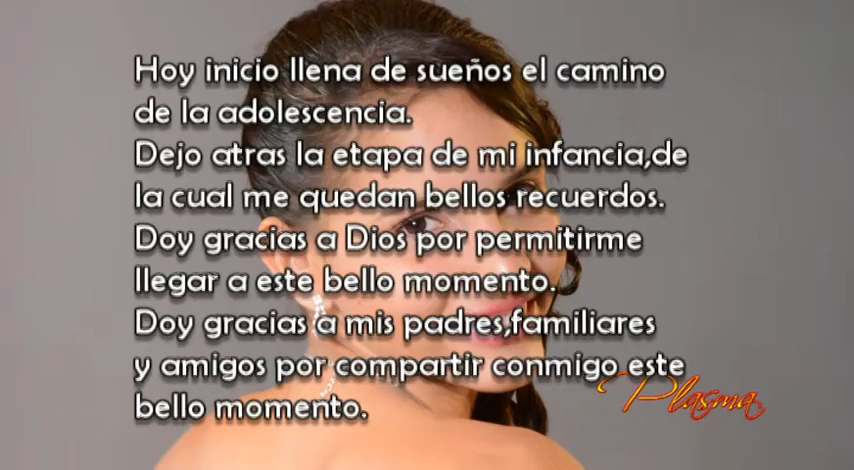 Hoy inicio llena de sueños el camino
de la adolescencia.
Dejo atras la etapa de mi infancia,de
la cual me quedan bellos recuerdos.
Doy gracias a Dios por permitirme
llegar a este bello momento.
Doy gracias a mis padres,familiares
y amigos por compartir conmigo este
bello momento.
Plasma